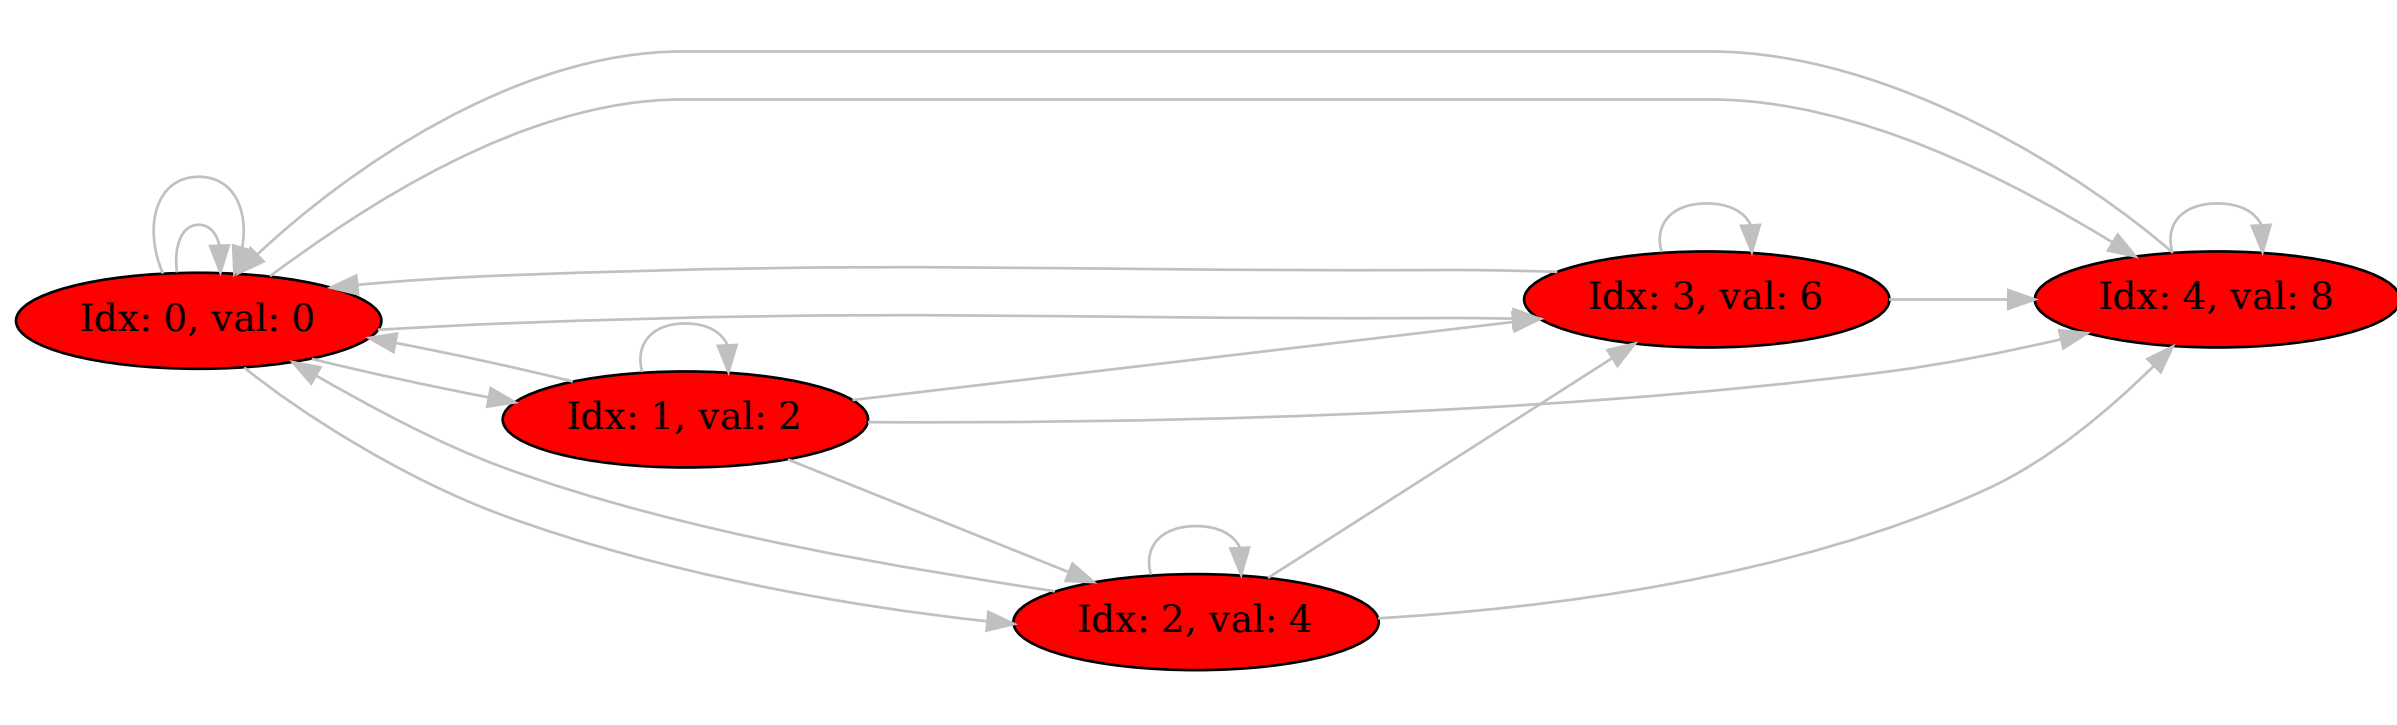 Idx: 0, val: 0
Idx: 1, val: 2
Idx: 2, val: 4
Idx: 3, val: 6
Idx: 4, val: 8